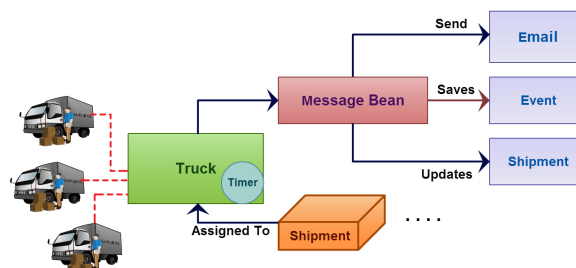 Send
Email
Message Bean
Saves
Event
Truck
Timer
Updates
Shipment
Assigned To
Shipment
. . . .